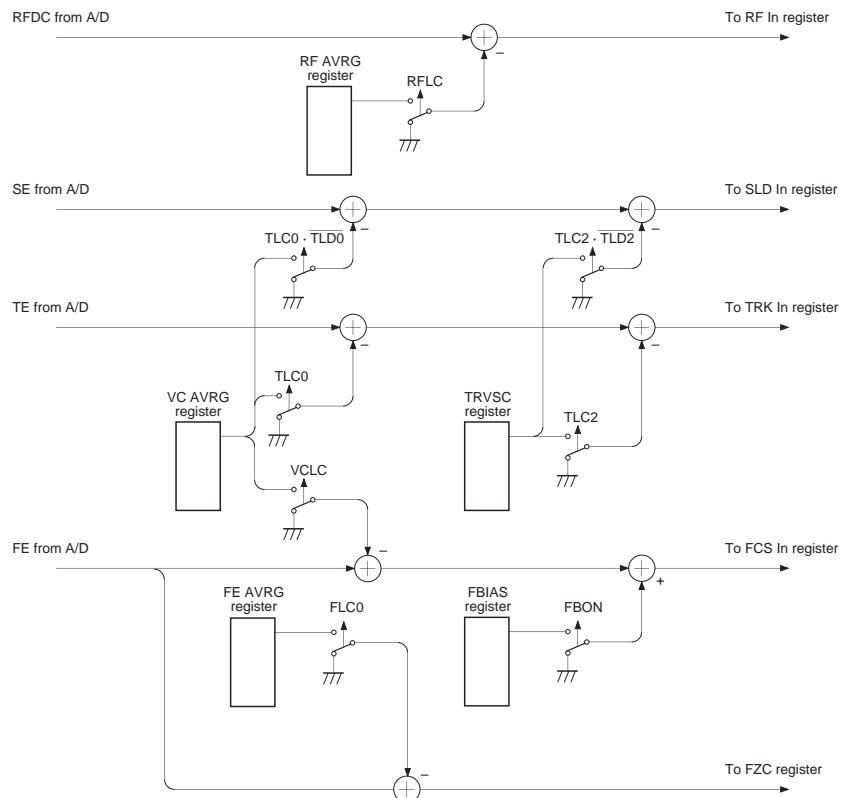 RFDC from A/D
To RF In register
RF AVRG
register
RFLC
–
SE from A/D
To SLD In register
TLC0 · T̅L̅D̅0̅
–
TLC2 · T̅L̅D̅2̅
–
TE from A/D
To TRK In register
–
–
TLC0
VC AVRG
register
TRVSC
register
TLC2
VCLC
–
FE from A/D
To FCS In register
+
FE AVRG
register
FLC0
FBIAS
register
FBON
–
To FZC register